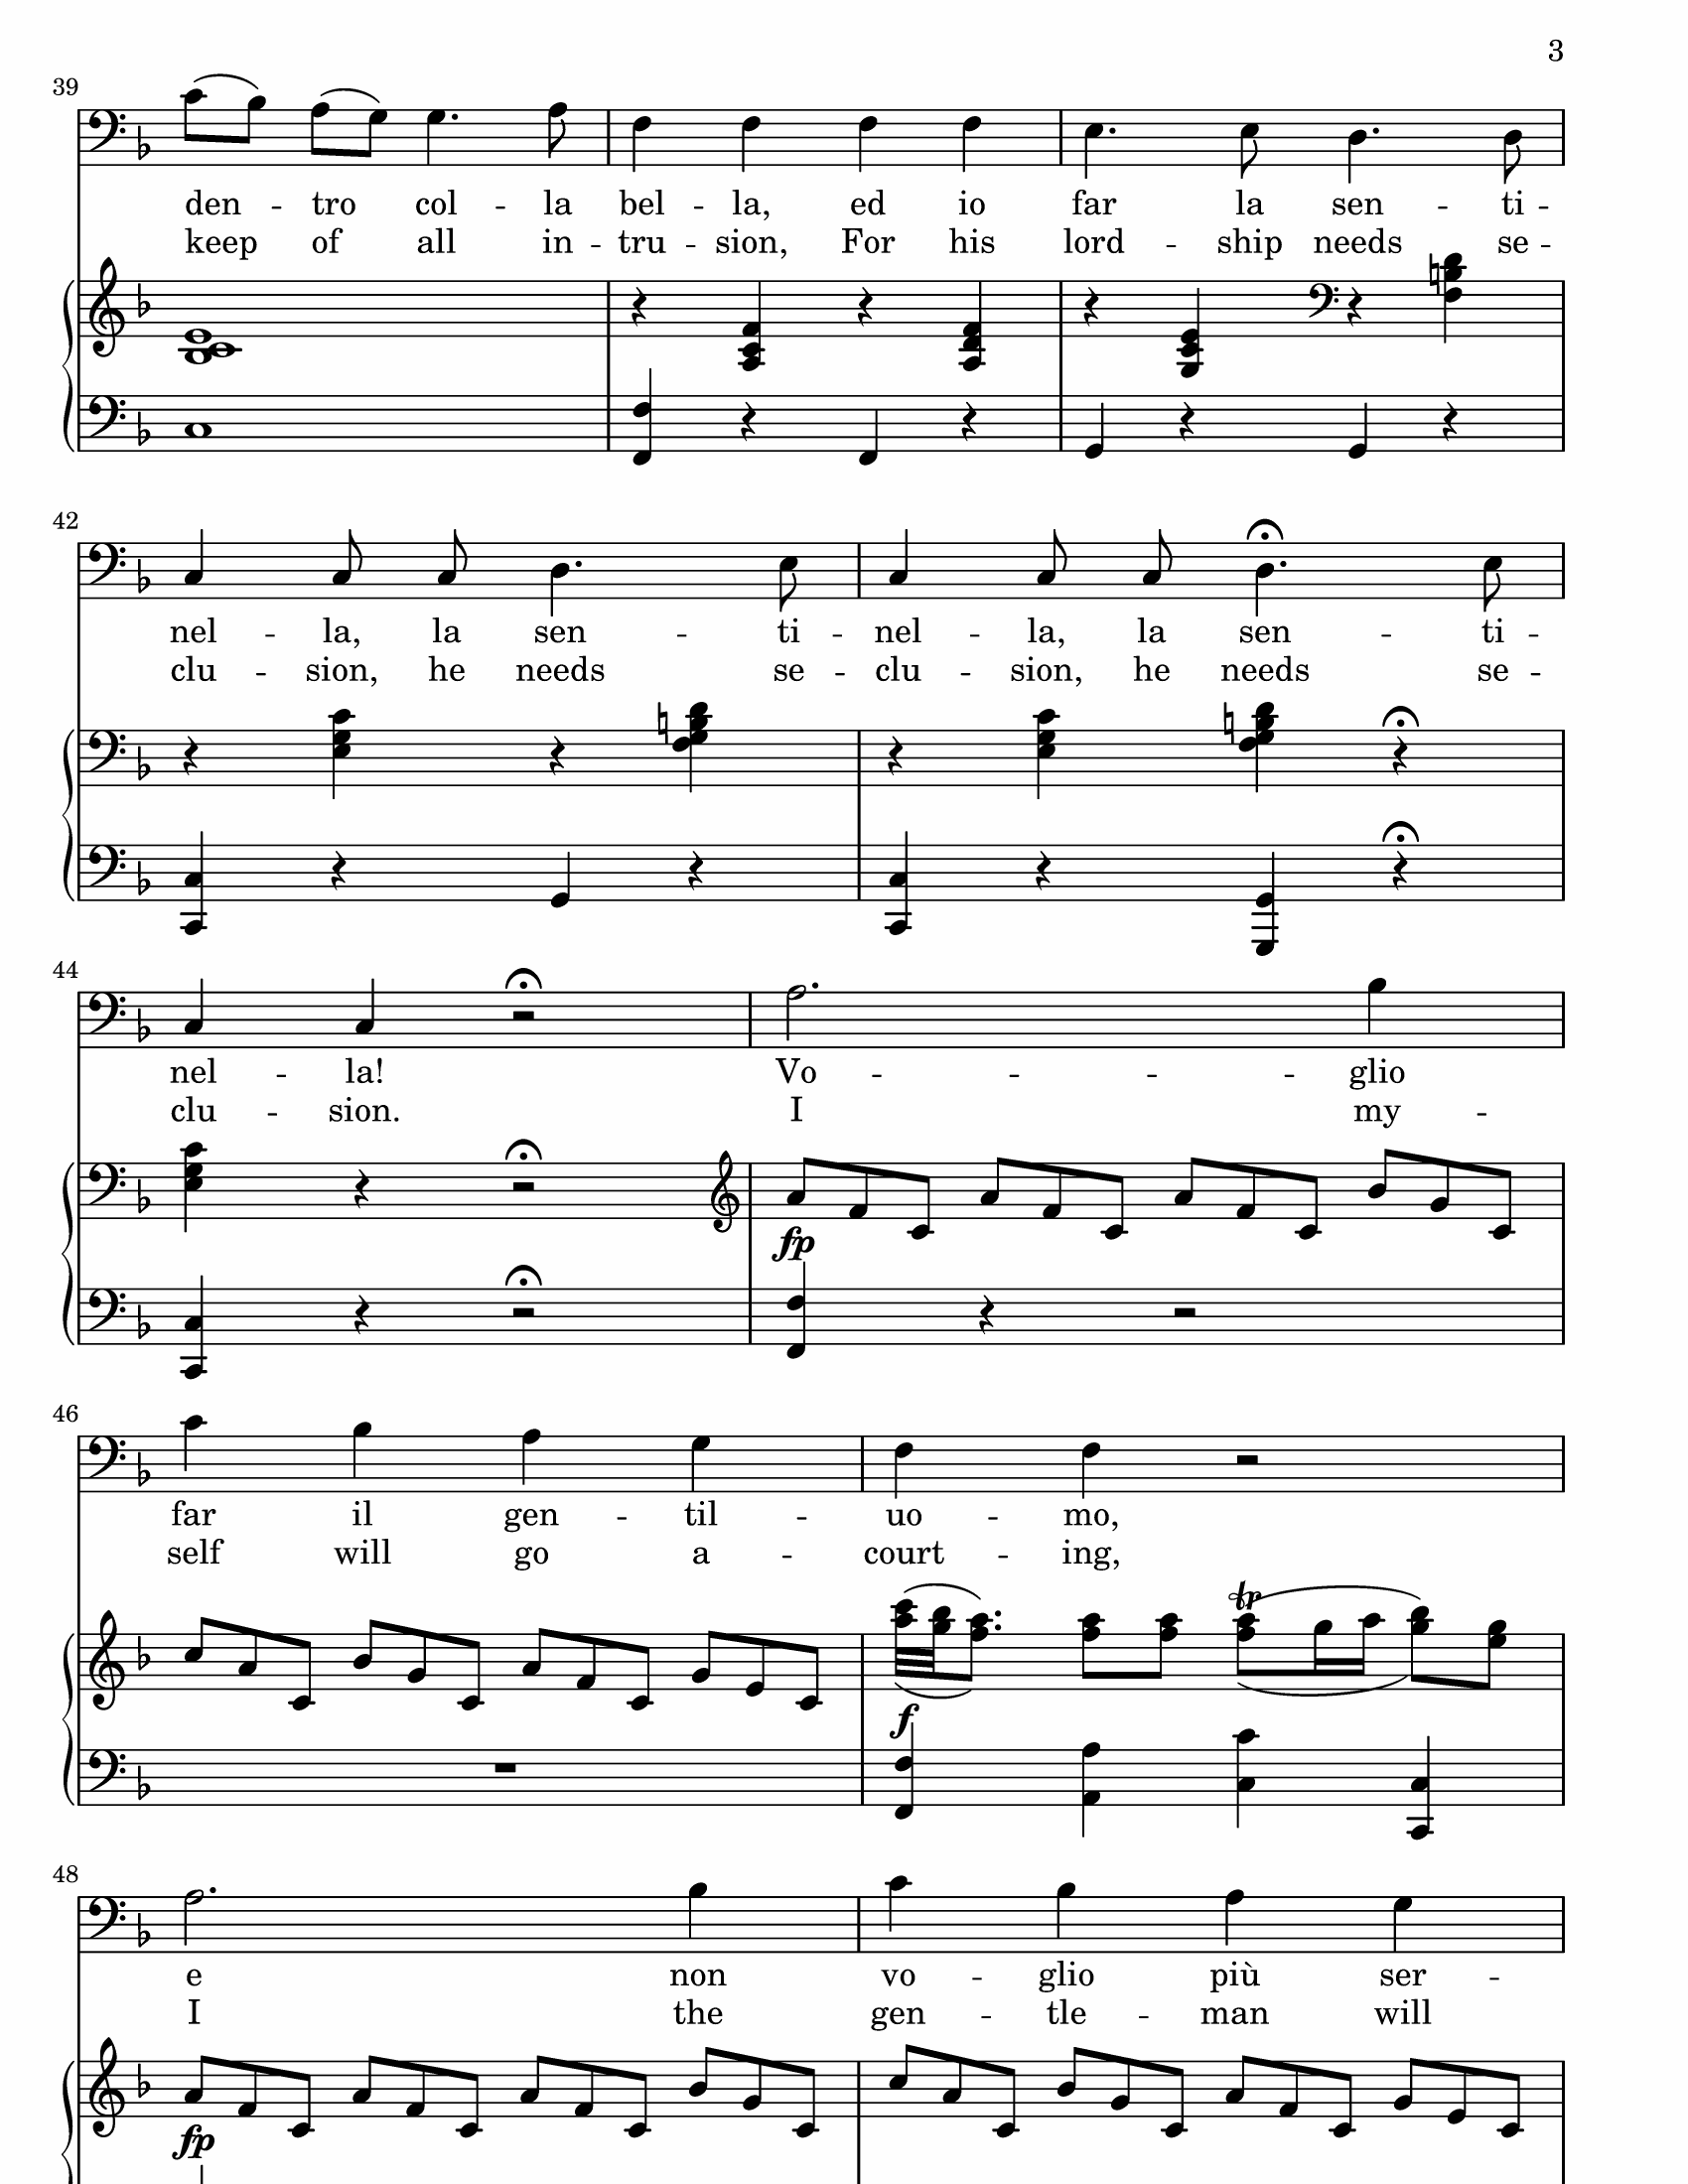 3
39
den -- tro col -- la bel -- la, ed io far la sen -- ti --
keep of all in -- tru -- sion, For his lord -- ship needs se --
42
nel -- la, la sen -- ti -- nel -- la, la sen -- ti --
clu -- sion, he needs se -- clu -- sion, he needs se --
44
nel -- la! Vo -- -- -- glio
clu -- sion. I my --
fp
46
far il gen -- til -- uo -- mo,
self will go a -- court -- ing,
tr
f
48
e non vo -- glio più ser --
I the gen -- tle -- man will
fp